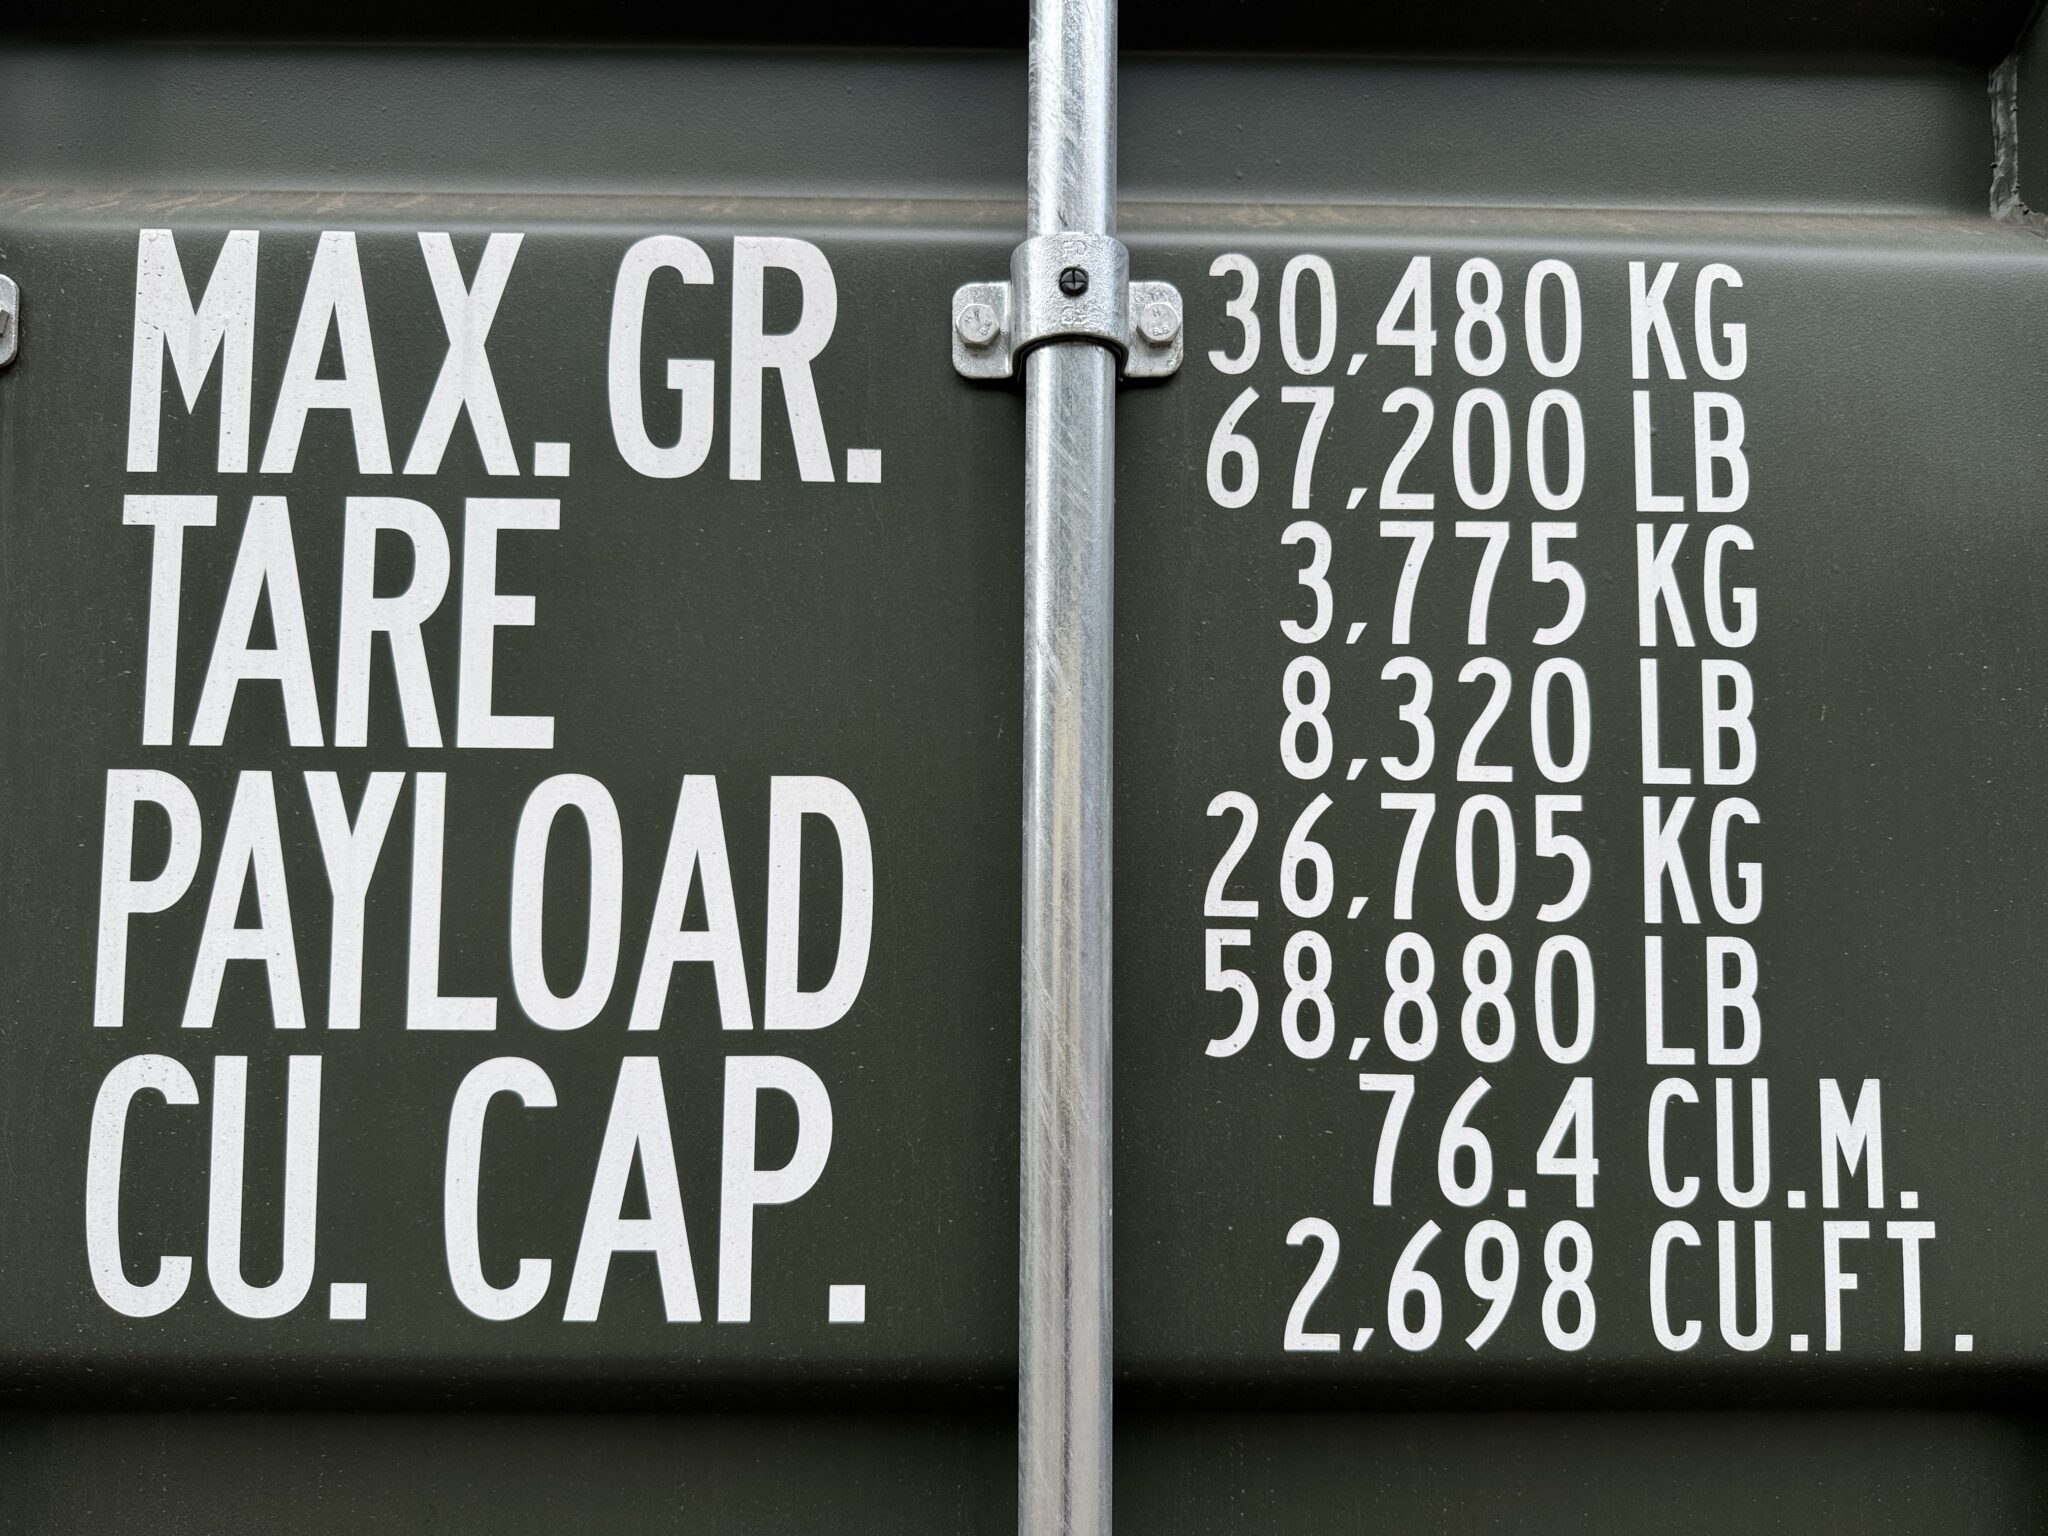 MAX. GR. 30,480 KG
67,200 LB
TARE 3,775 KG
8,320 LB
PAYLOAD 26,705 KG
58,880 LB
CU. CAP. 76.4 CU.M.
2,698 CU.FT.